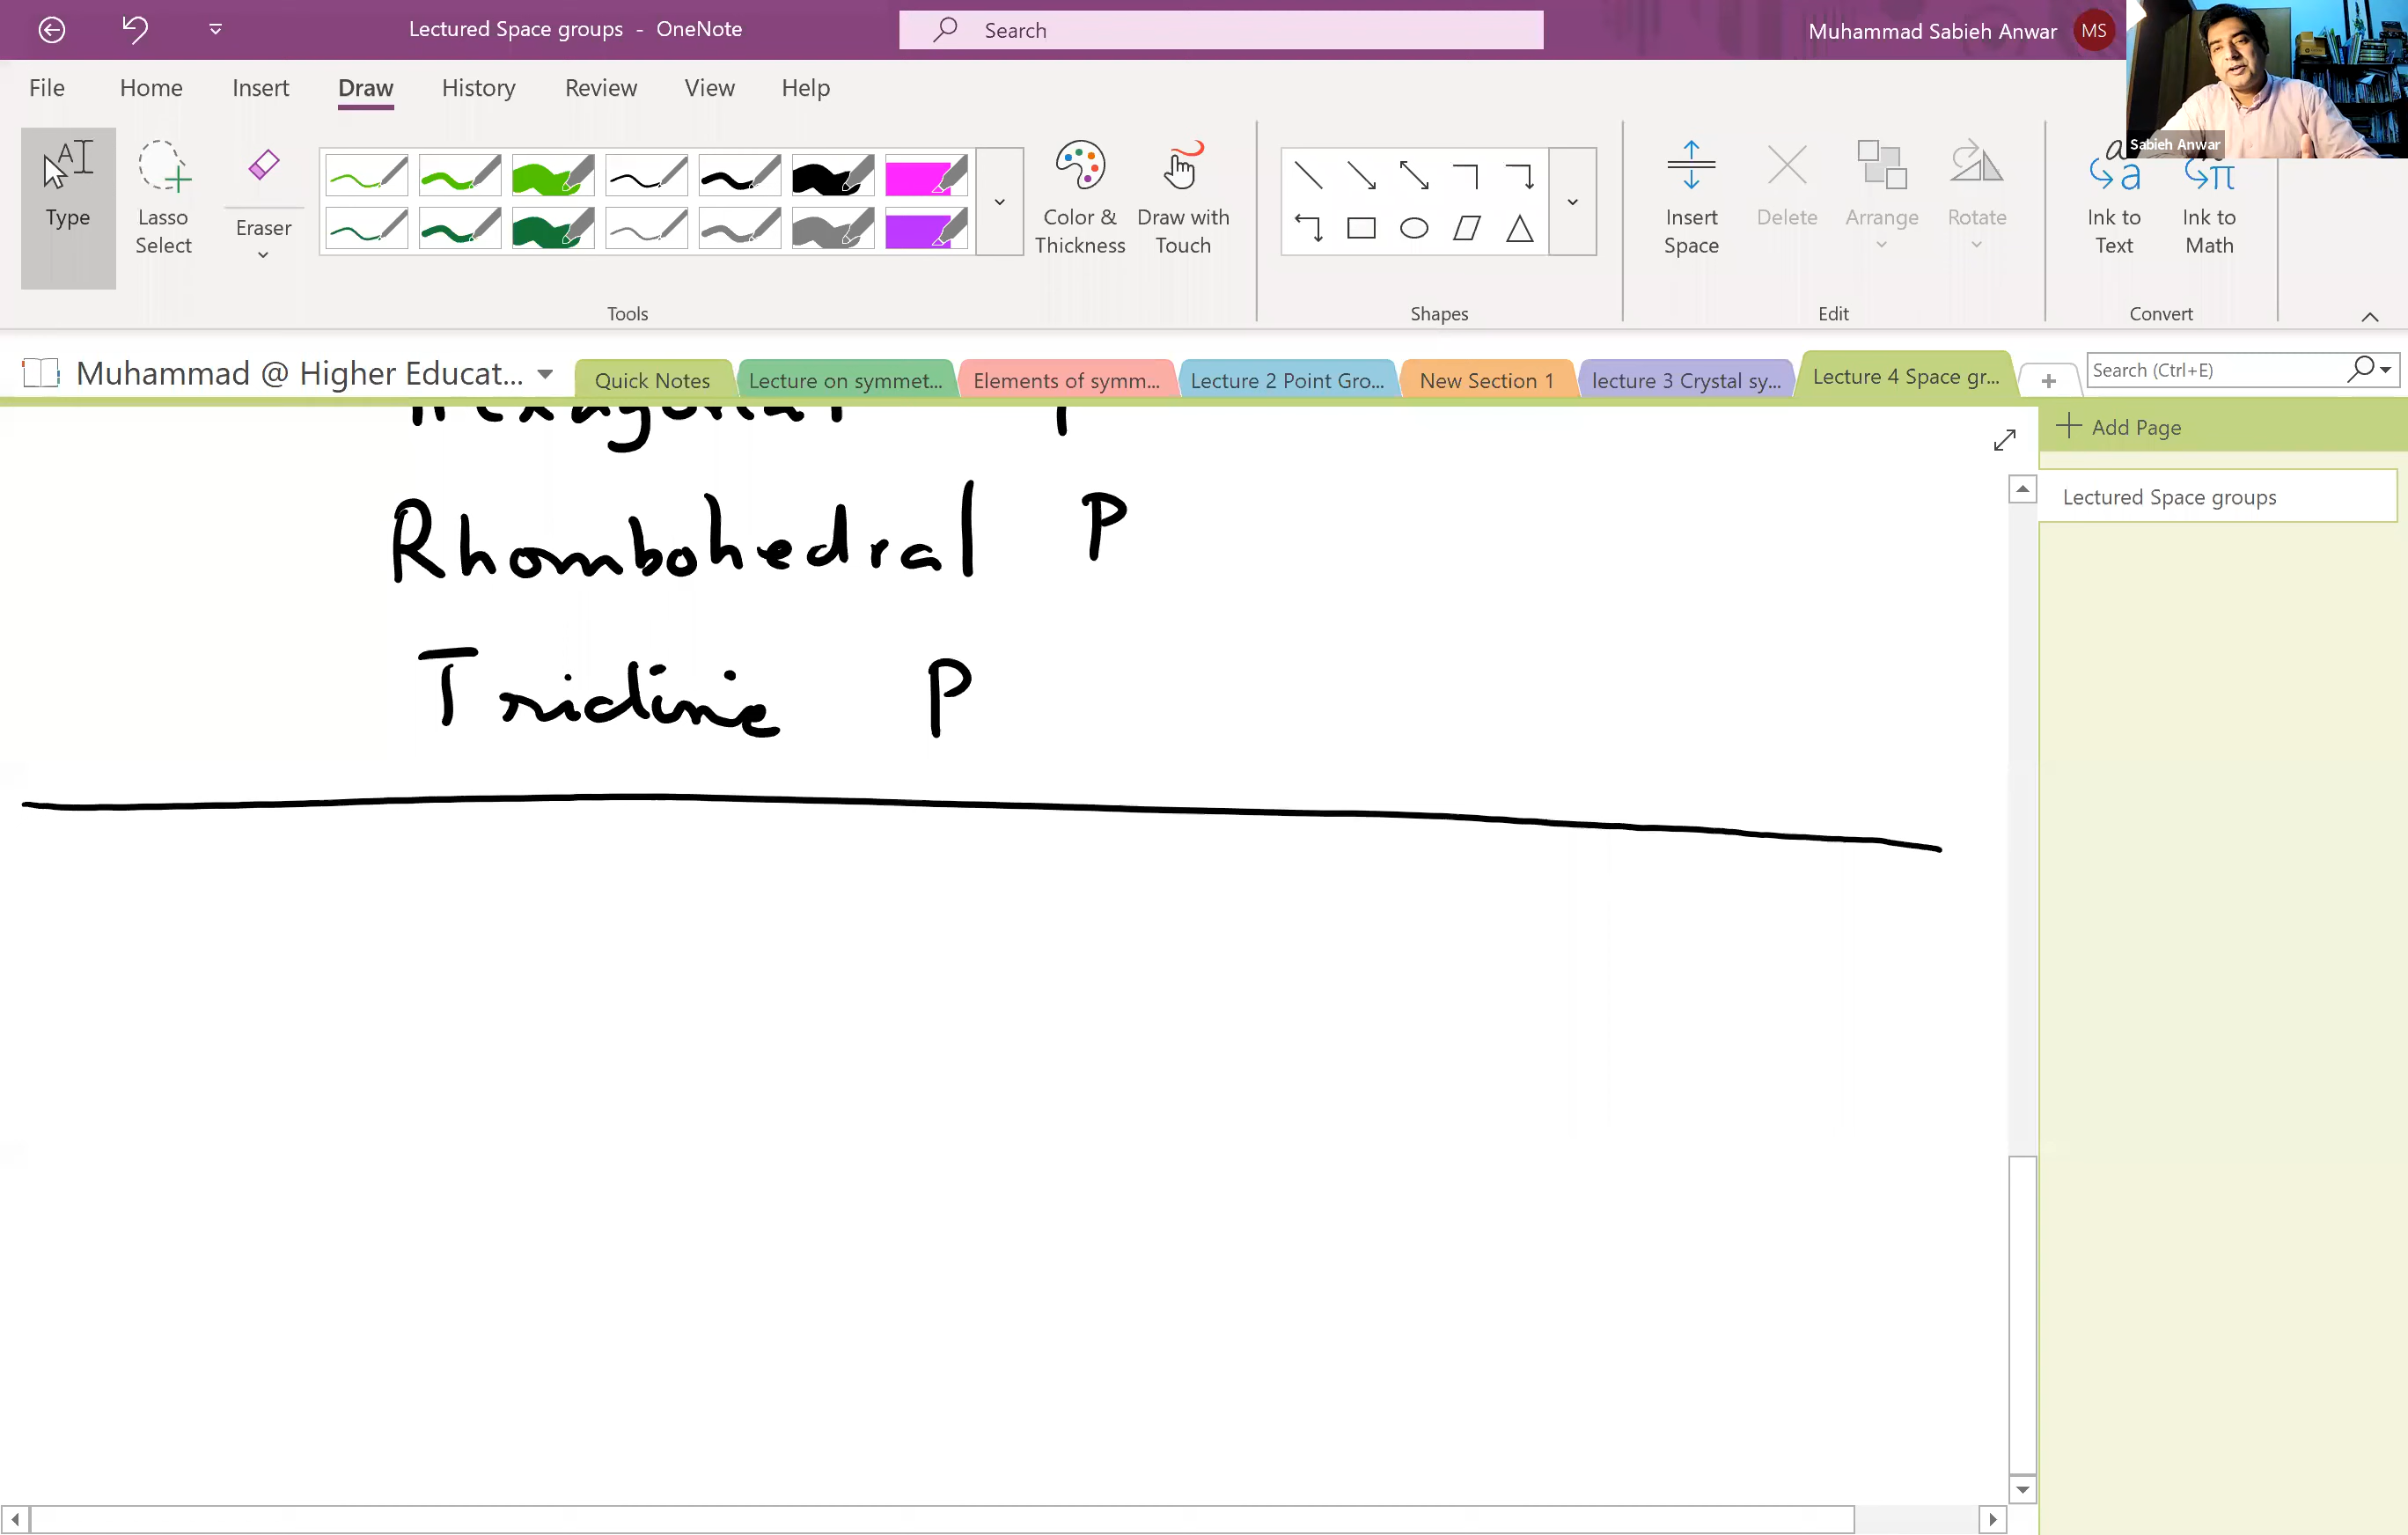 Lectured Space groups - OneNote
Search
Muhammad Sabieh Anwar MS
Sabieh Anwar
File Home Insert Draw History Review View Help
Type
Lasso Select
Eraser
Color & Thickness
Draw with Touch
Insert Space
Delete
Arrange
Rotate
Ink to Text
Ink to Math
Tools
Shapes
Edit
Convert
Muhammad @ Higher Educat...
Quick Notes
Lecture on symmet...
Elements of symm...
Lecture 2 Point Gro...
New Section 1
lecture 3 Crystal sy...
Lecture 4 Space gr...
Search (Ctrl+E)
Add Page
Lectured Space groups
Hexagonal P
Rhombohedral P
Triclinic P